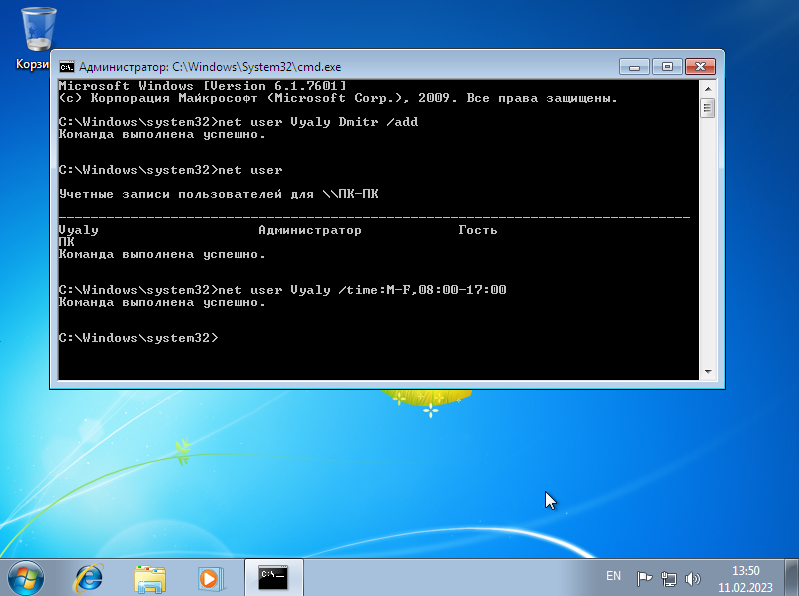 Корзи
Администратор: C:\Windows\System32\cmd.exe
Microsoft Windows [Version 6.1.7601]
(c) Корпорация Майкрософт (Microsoft Corp.), 2009. Все права защищены.
C:\Windows\system32>net user Vyaly Dmitr /add
Команда выполнена успешно.
C:\Windows\system32>net user
Учетные записи пользователей для \\ПК-ПК
-------------------------------------------------------------------------------
Vyaly Администратор Гость
ПК
Команда выполнена успешно.
C:\Windows\system32>net user Vyaly /time:M-F,08:00-17:00
Команда выполнена успешно.
C:\Windows\system32>
C:\_
EN
13:50
11.02.2023